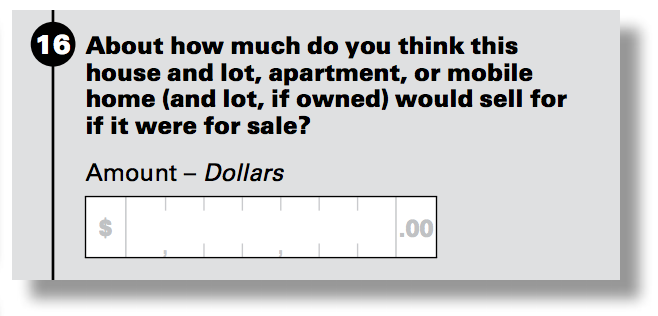 16 About how much do you think this
house and lot, apartment, or mobile
home (and lot, if owned) would sell for
if it were for sale?
Amount – Dollars
$ , , .00